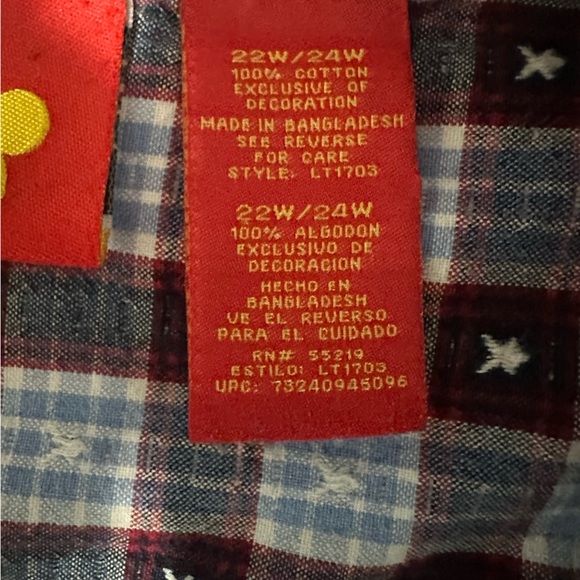 22W/24W
100% COTTON
EXCLUSIVE OF
DECORATION
MADE IN BANGLADESH
SEE REVERSE
FOR CARE
STYLE: LT1703
22W/24W
100% ALGODON
EXCLUSIVO DE
DECORACION
HECHO EN
BANGLADESH
VE EL REVERSO
PARA EL CUIDADO
RN# 55219
ESTILO: LT1703
UPC: 73240945096